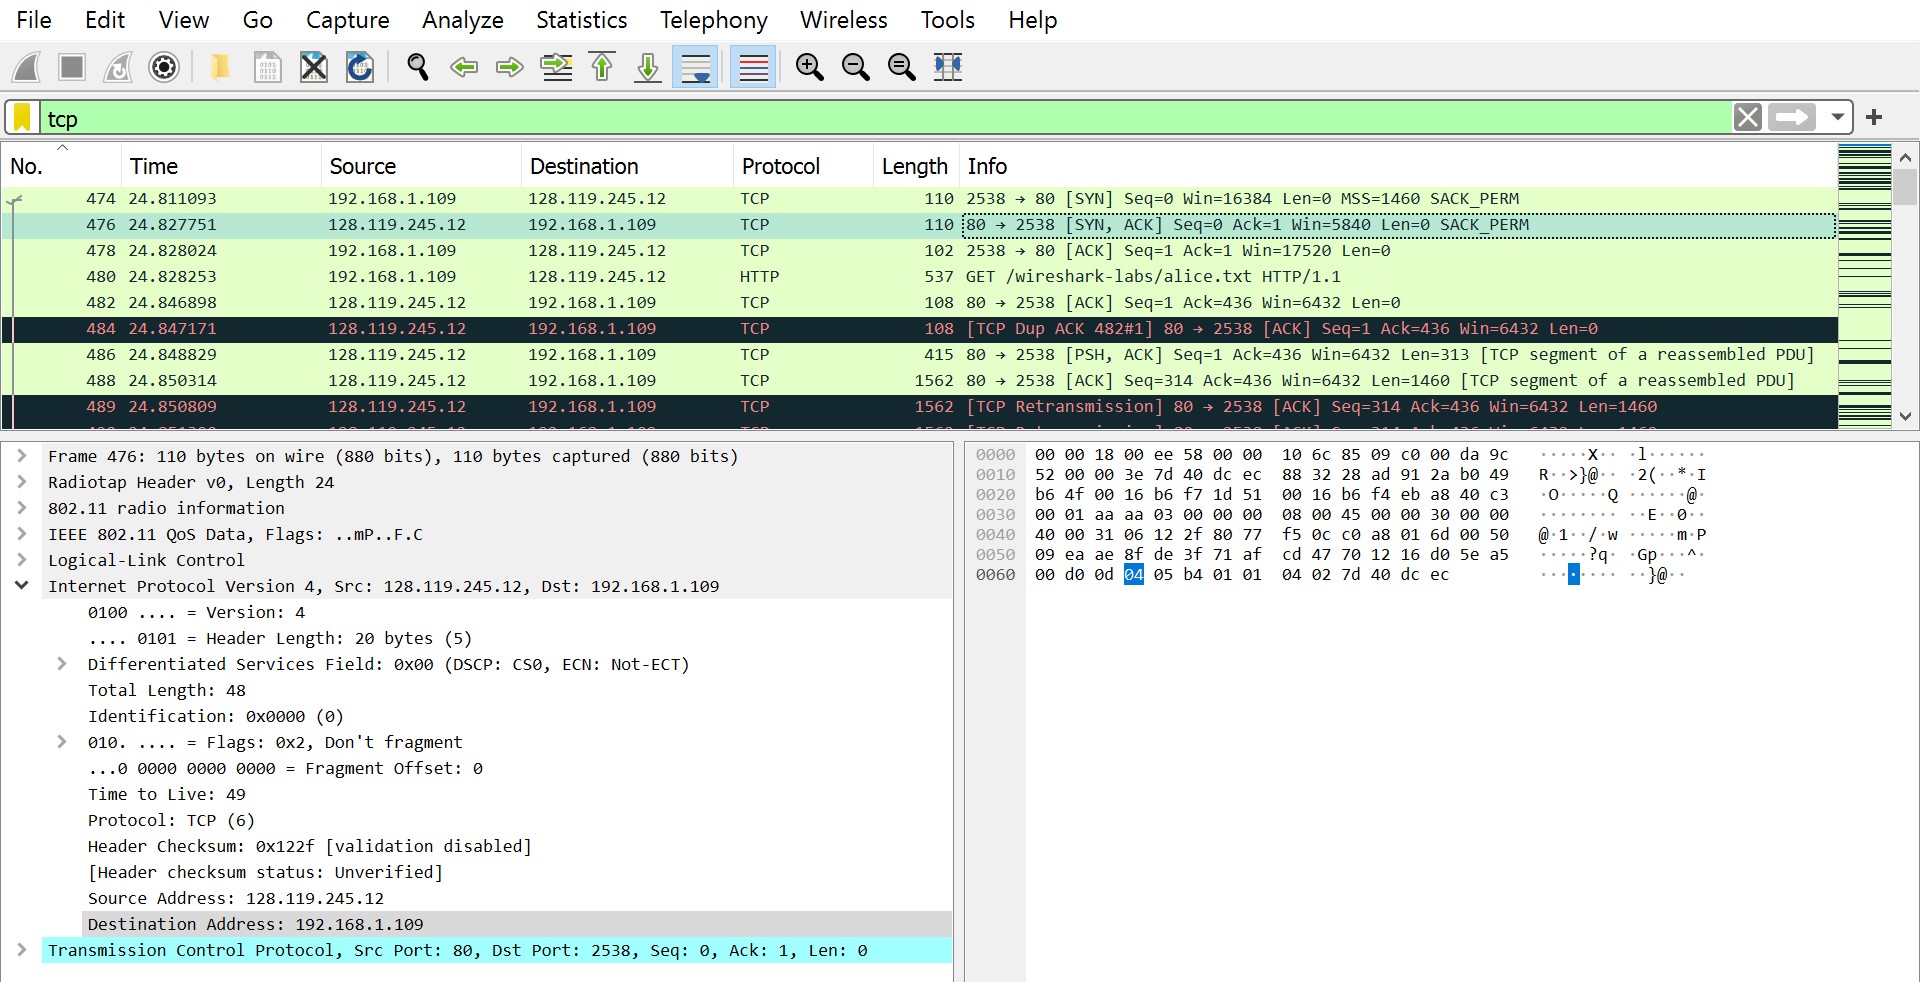 File Edit View Go Capture Analyze Statistics Telephony Wireless Tools Help
tcp
No. Time Source Destination Protocol Length Info
474 24.811093 192.168.1.109 128.119.245.12 TCP 110 2538 → 80 [SYN] Seq=0 Win=16384 Len=0 MSS=1460 SACK_PERM
476 24.827751 128.119.245.12 192.168.1.109 TCP 110 80 → 2538 [SYN, ACK] Seq=0 Ack=1 Win=5840 Len=0 SACK_PERM
478 24.828024 192.168.1.109 128.119.245.12 TCP 102 2538 → 80 [ACK] Seq=1 Ack=1 Win=17520 Len=0
480 24.828253 192.168.1.109 128.119.245.12 HTTP 537 GET /wireshark-labs/alice.txt HTTP/1.1
482 24.846898 128.119.245.12 192.168.1.109 TCP 108 80 → 2538 [ACK] Seq=1 Ack=436 Win=6432 Len=0
484 24.847171 128.119.245.12 192.168.1.109 TCP 108 [TCP Dup ACK 482#1] 80 → 2538 [ACK] Seq=1 Ack=436 Win=6432 Len=0
486 24.848829 128.119.245.12 192.168.1.109 TCP 415 80 → 2538 [PSH, ACK] Seq=1 Ack=436 Win=6432 Len=313 [TCP segment of a reassembled PDU]
488 24.850314 128.119.245.12 192.168.1.109 TCP 1562 80 → 2538 [ACK] Seq=314 Ack=436 Win=6432 Len=1460 [TCP segment of a reassembled PDU]
489 24.850809 128.119.245.12 192.168.1.109 TCP 1562 [TCP Retransmission] 80 → 2538 [ACK] Seq=314 Ack=436 Win=6432 Len=1460
Frame 476: 110 bytes on wire (880 bits), 110 bytes captured (880 bits)
Radiotap Header v0, Length 24
802.11 radio information
IEEE 802.11 QoS Data, Flags: ..mP..F.C
Logical-Link Control
Internet Protocol Version 4, Src: 128.119.245.12, Dst: 192.168.1.109
0100 .... = Version: 4
.... 0101 = Header Length: 20 bytes (5)
Differentiated Services Field: 0x00 (DSCP: CS0, ECN: Not-ECT)
Total Length: 48
Identification: 0x0000 (0)
010. .... = Flags: 0x2, Don't fragment
...0 0000 0000 0000 = Fragment Offset: 0
Time to Live: 49
Protocol: TCP (6)
Header Checksum: 0x122f [validation disabled]
[Header checksum status: Unverified]
Source Address: 128.119.245.12
Destination Address: 192.168.1.109
Transmission Control Protocol, Src Port: 80, Dst Port: 2538, Seq: 0, Ack: 1, Len: 0
0000 00 00 18 00 ee 58 00 00 10 6c 85 09 c0 00 da 9c ·····X·· ·l······
0010 52 00 00 3e 7d 40 dc ec 88 32 28 ad 91 2a b0 49 R··>}@·· ·2(··*·I
0020 b6 4f 00 16 b6 f7 1d 51 00 16 b6 f4 eb a8 40 c3 ·O·····Q ······@·
0030 00 01 aa aa 03 00 00 00 08 00 45 00 00 30 00 00 ········ ··E··0··
0040 40 00 31 06 12 2f 80 77 f5 0c c0 a8 01 6d 00 50 @·1··/·w ·····m·P
0050 09 ea ae 8f de 3f 71 af cd 47 70 12 16 d0 5e a5 ·····?q· ·Gp···^·
0060 00 d0 0d 04 05 b4 01 01 04 02 7d 40 dc ec ········ ··}@··